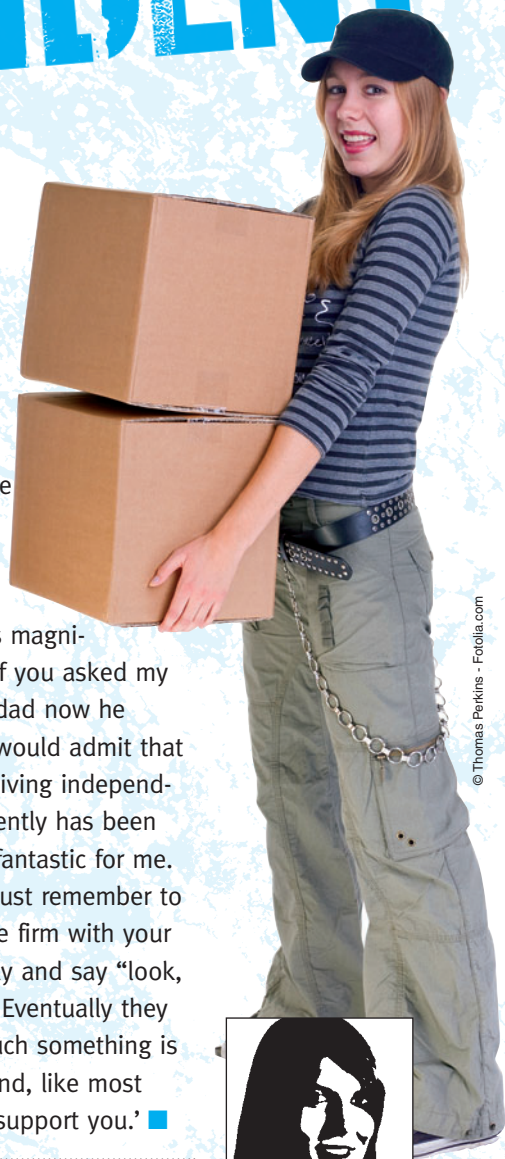 e
s magni-
f you asked my
dad now he
would admit that
iving independ-
ently has been
fantastic for me.
ust remember to
e firm with your
y and say “look,
Eventually they
uch something is
nd, like most
support you.’
© Thomas Perkins - Fotolia.com